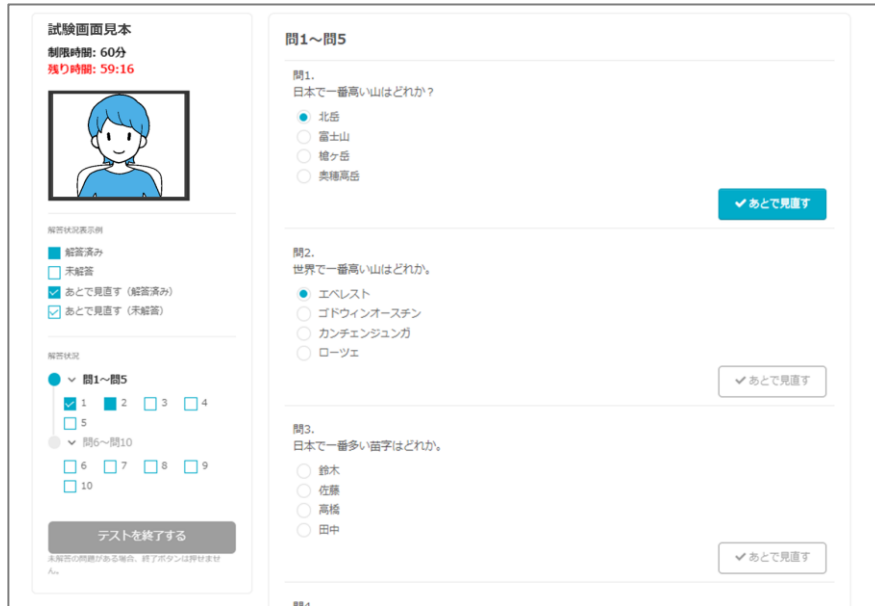 試験画面見本
制限時間: 60分
残り時間: 59:16
解答状況表示例
解答済み
未解答
あとで見直す（解答済み）
あとで見直す（未解答）
解答状況
問1～問5
1 2 3 4
5
問6～問10
6 7 8 9
10
テストを終了する
未解答の問題がある場合、終了ボタンは押せませ
ん。
問1～問5
問1.
日本で一番高い山はどれか？
北岳
富士山
槍ヶ岳
奥穂高岳
あとで見直す
問2.
世界で一番高い山はどれか。
エベレスト
ゴドウィンオースチン
カンチェンジュンガ
ローツェ
あとで見直す
問3.
日本で一番多い苗字はどれか。
鈴木
佐藤
高橋
田中
あとで見直す
問4.